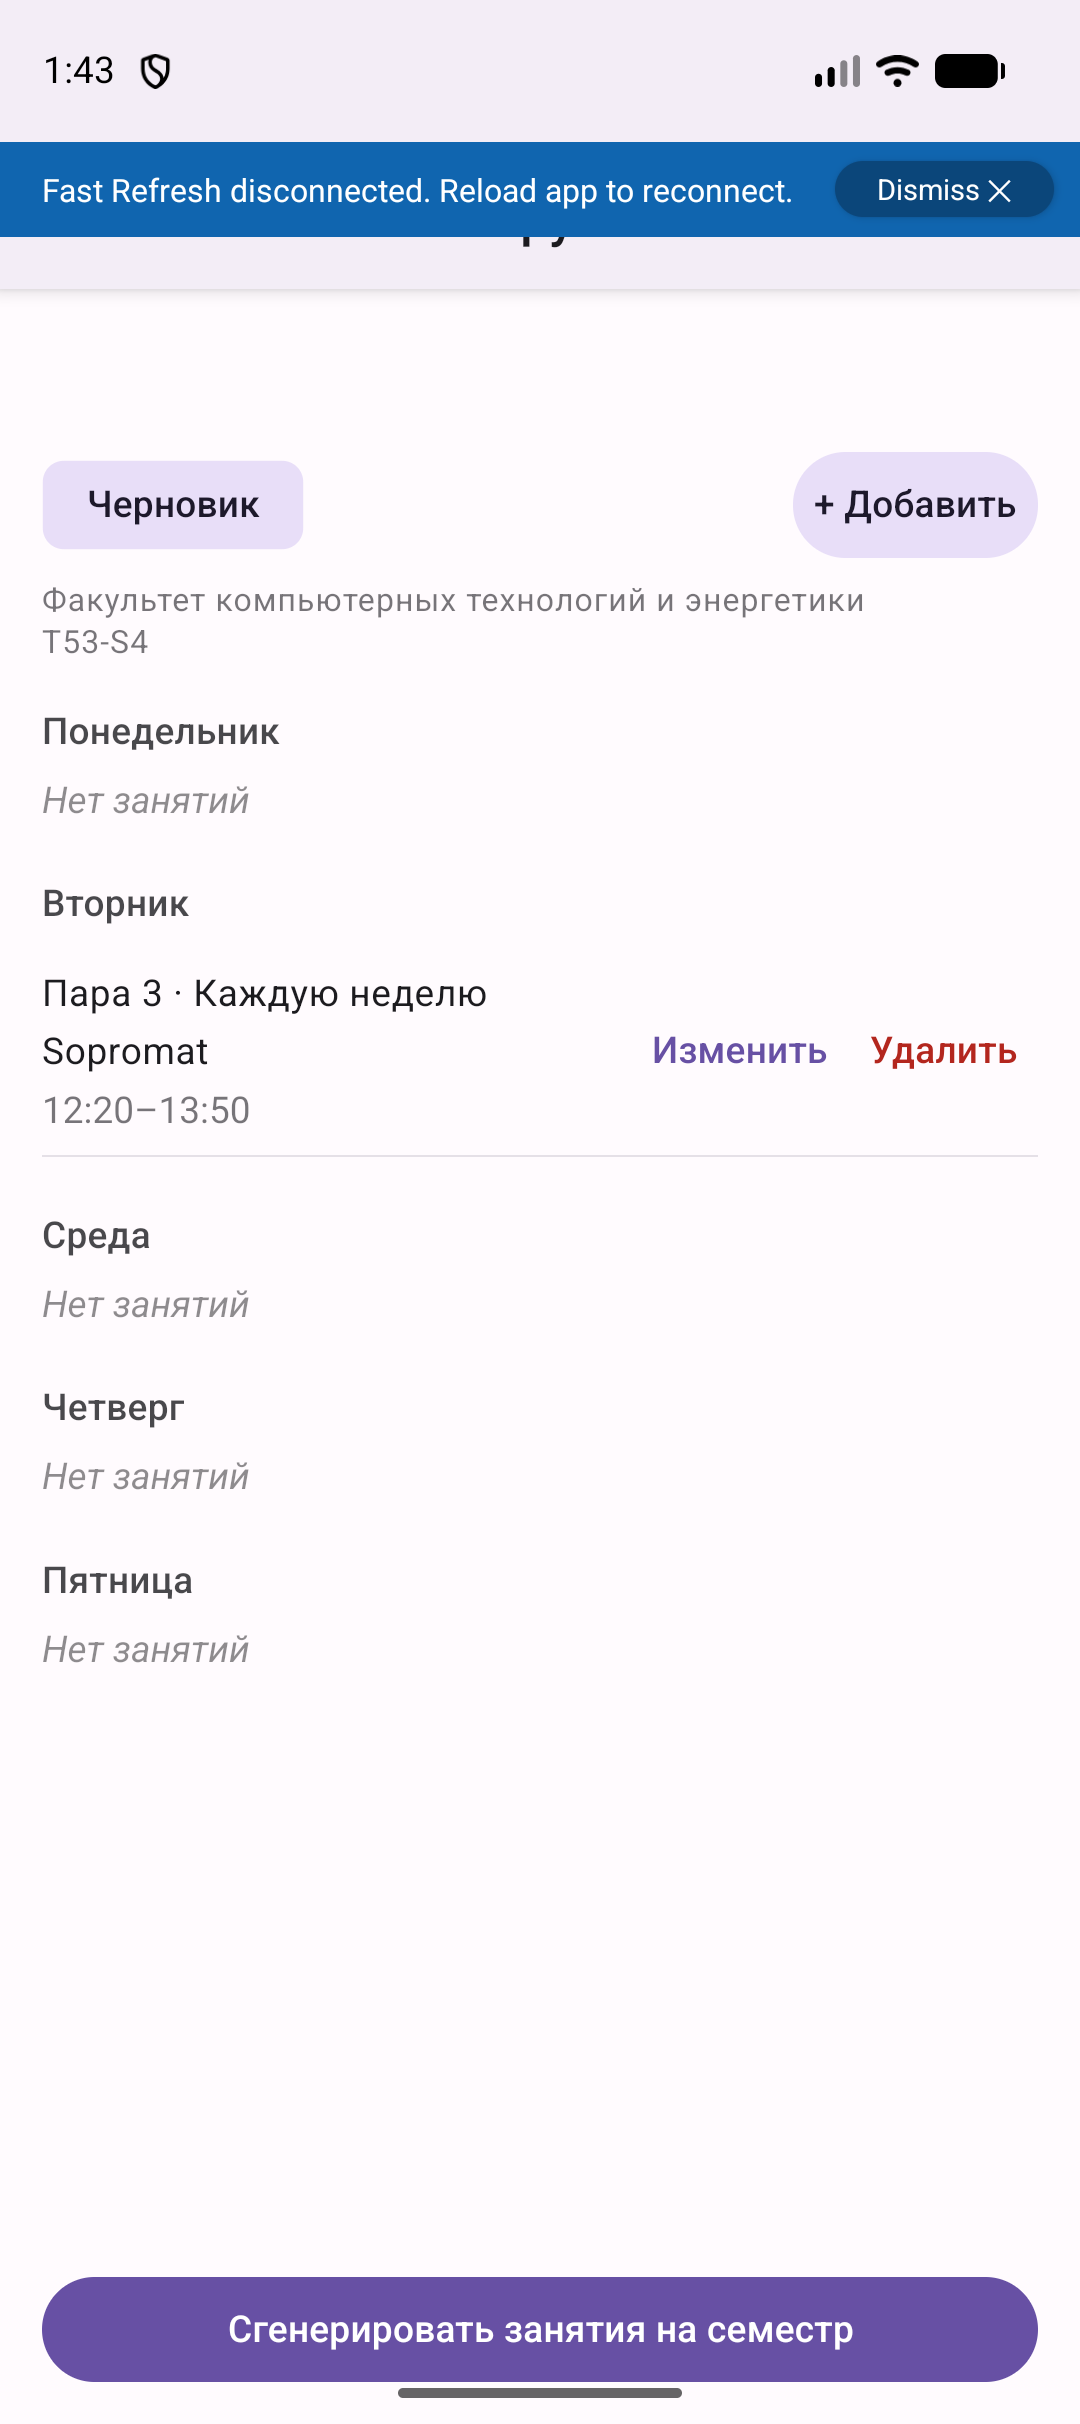 1:43
Fast Refresh disconnected. Reload app to reconnect.
Dismiss
Черновик
+ Добавить
Факультет компьютерных технологий и энергетики
T53-S4
Понедельник
Нет занятий
Вторник
Пара 3 · Каждую неделю
Sopromat
Изменить
Удалить
12:20–13:50
Среда
Нет занятий
Четверг
Нет занятий
Пятница
Нет занятий
Сгенерировать занятия на семестр